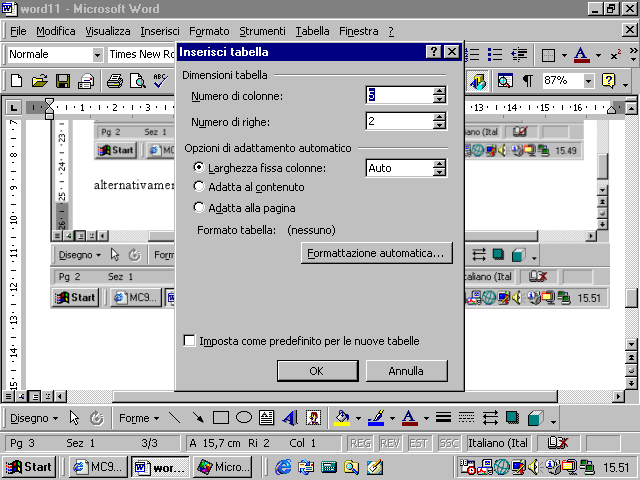 word11 - Microsoft Word
File Modifica Visualizza Inserisci Formato Strumenti Tabella Finestra ?
Normale Times New Ro
87%
Inserisci tabella
Dimensioni tabella
Numero di colonne: 5
Numero di righe: 2
Opzioni di adattamento automatico
Larghezza fissa colonne: Auto
Adatta al contenuto
Adatta alla pagina
Formato tabella: (nessuno)
Formattazione automatica...
Imposta come predefinito per le nuove tabelle
OK Annulla
Pg 2 Sez 1 (Ital
Start MC 15.49
alternativamen
Disegno Forn
Pg 2 Sez 1 Italiano (Ital
Start MC9... 15.51
Disegno Forme
Pg 3 Sez 1 3/3 A 15,7 cm Ri 2 Col 1 REG REV EST SSC Italiano (Ital
Start MC9... wor... Micro... 15.51